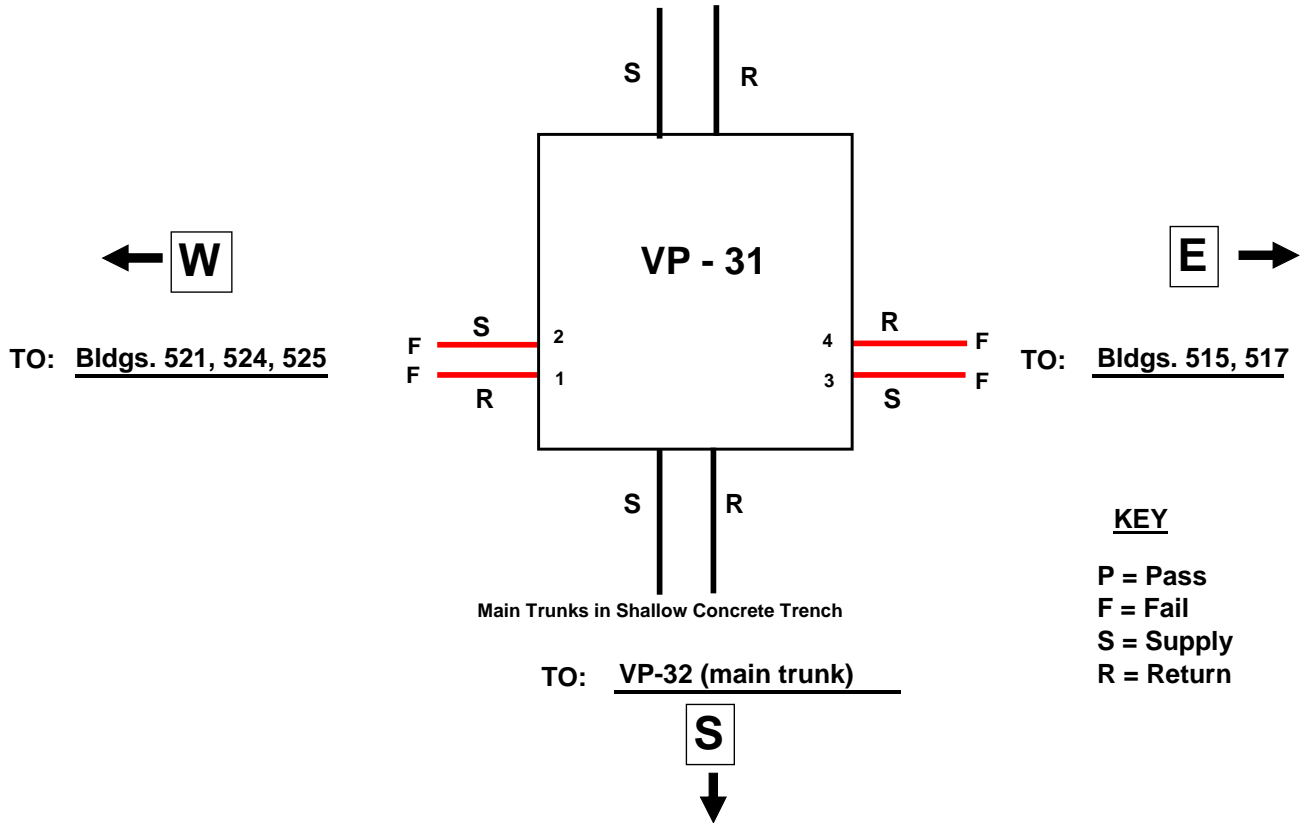 S
R
VP - 31
W
E
TO: Bldgs. 521, 524, 525
F
S
2
F
R
1
4
R
F
3
S
F
TO: Bldgs. 515, 517
S
R
Main Trunks in Shallow Concrete Trench
TO: VP-32 (main trunk)
S
KEY
P = Pass
F = Fail
S = Supply
R = Return